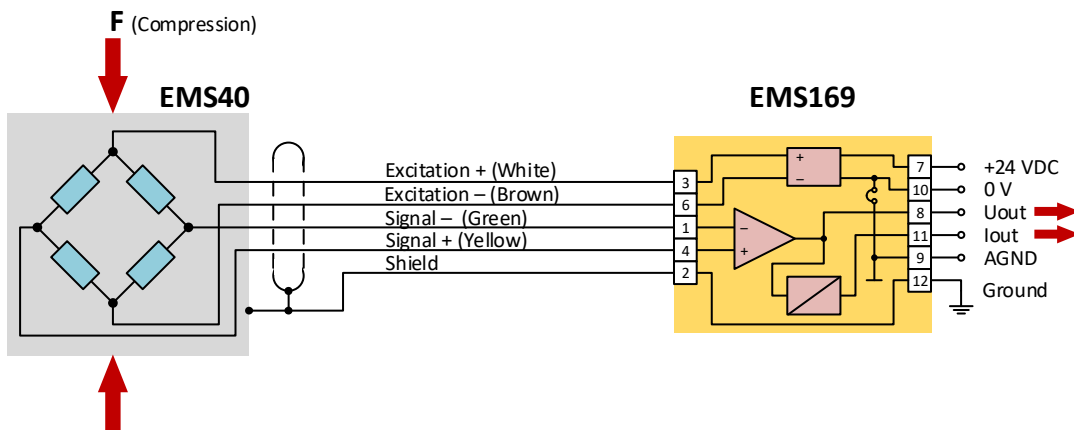 F (Compression)
EMS40
EMS169
Excitation + (White)
Excitation – (Brown)
Signal – (Green)
Signal + (Yellow)
Shield
3
6
1
4
2
+
–
–
+
7
10
8
11
9
12
+24 VDC
0 V
Uout
Iout
AGND
Ground